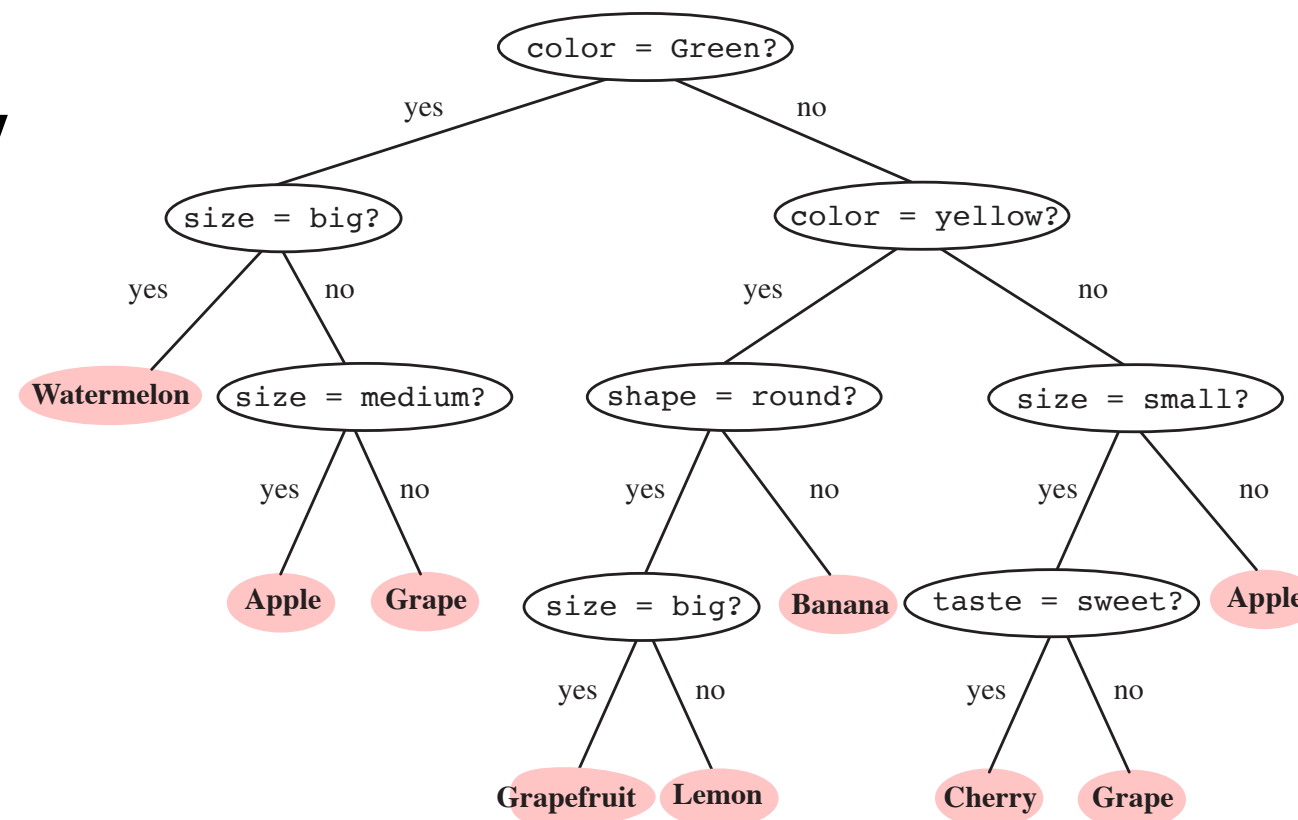 color = Green?
yes
no
size = big?
color = yellow?
yes
no
yes
no
Watermelon
size = medium?
shape = round?
size = small?
yes
no
yes
no
yes
no
Apple
Grape
size = big?
Banana
taste = sweet?
Apple
yes
no
yes
no
Grapefruit
Lemon
Cherry
Grape